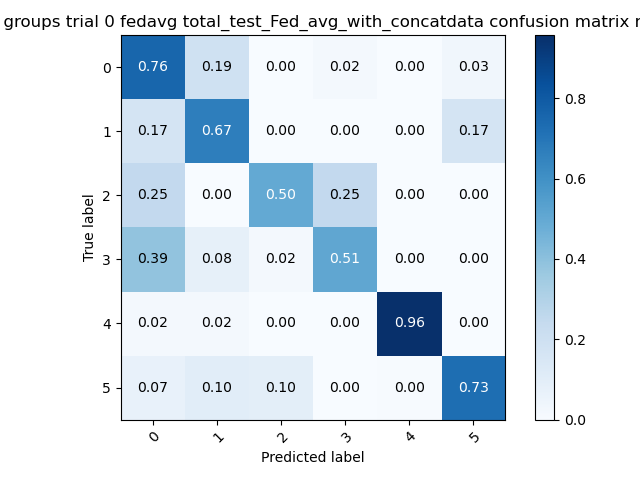 groups trial 0 fedavg total_test_Fed_avg_with_concatdata confusion matrix
0 0.76 0.19 0.00 0.02 0.00 0.03
1 0.17 0.67 0.00 0.00 0.00 0.17
2 0.25 0.00 0.50 0.25 0.00 0.00
3 0.39 0.08 0.02 0.51 0.00 0.00
4 0.02 0.02 0.00 0.00 0.96 0.00
5 0.07 0.10 0.10 0.00 0.00 0.73
0 1 2 3 4 5
Predicted label
True label
0.8
0.6
0.4
0.2
0.0